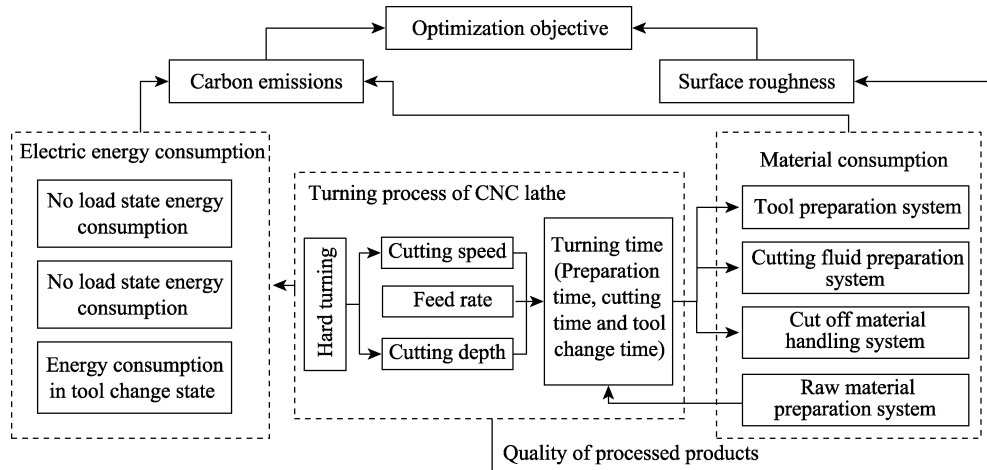 Optimization objective
Carbon emissions
Surface roughness
Electric energy consumption
No load state energy
consumption
No load state energy
consumption
Energy consumption
in tool change state
Turning process of CNC lathe
Hard turning
Cutting speed
Feed rate
Cutting depth
Turning time
(Preparation
time, cutting
time and tool
change time)
Material consumption
Tool preparation system
Cutting fluid preparation
system
Cut off material
handling system
Raw material
preparation system
Quality of processed products